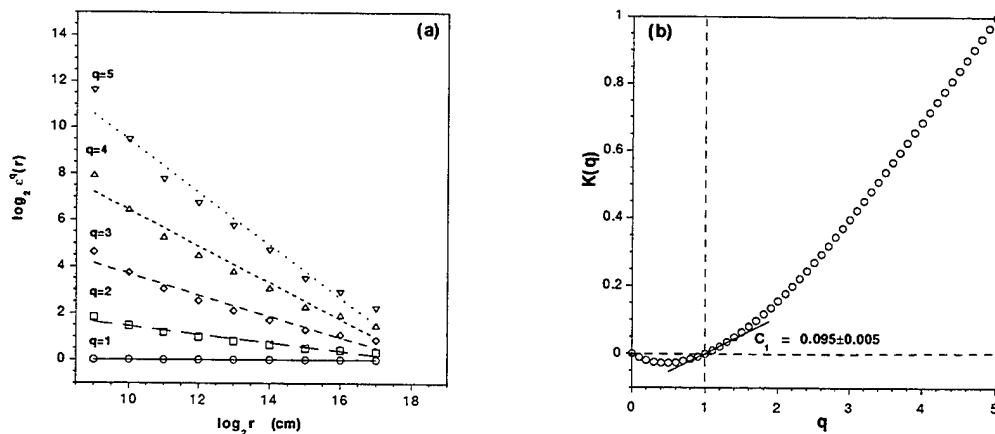 (a)
14
12
10
8
6
4
2
0
log₂ εq(r)
q=5
q=4
q=3
q=2
q=1
10
12
14
16
18
log₂ r (cm)
(b)
1
0.8
0.6
0.4
0.2
0
K(q)
C₁ = 0.095±0.005
0
1
2
3
4
5
q